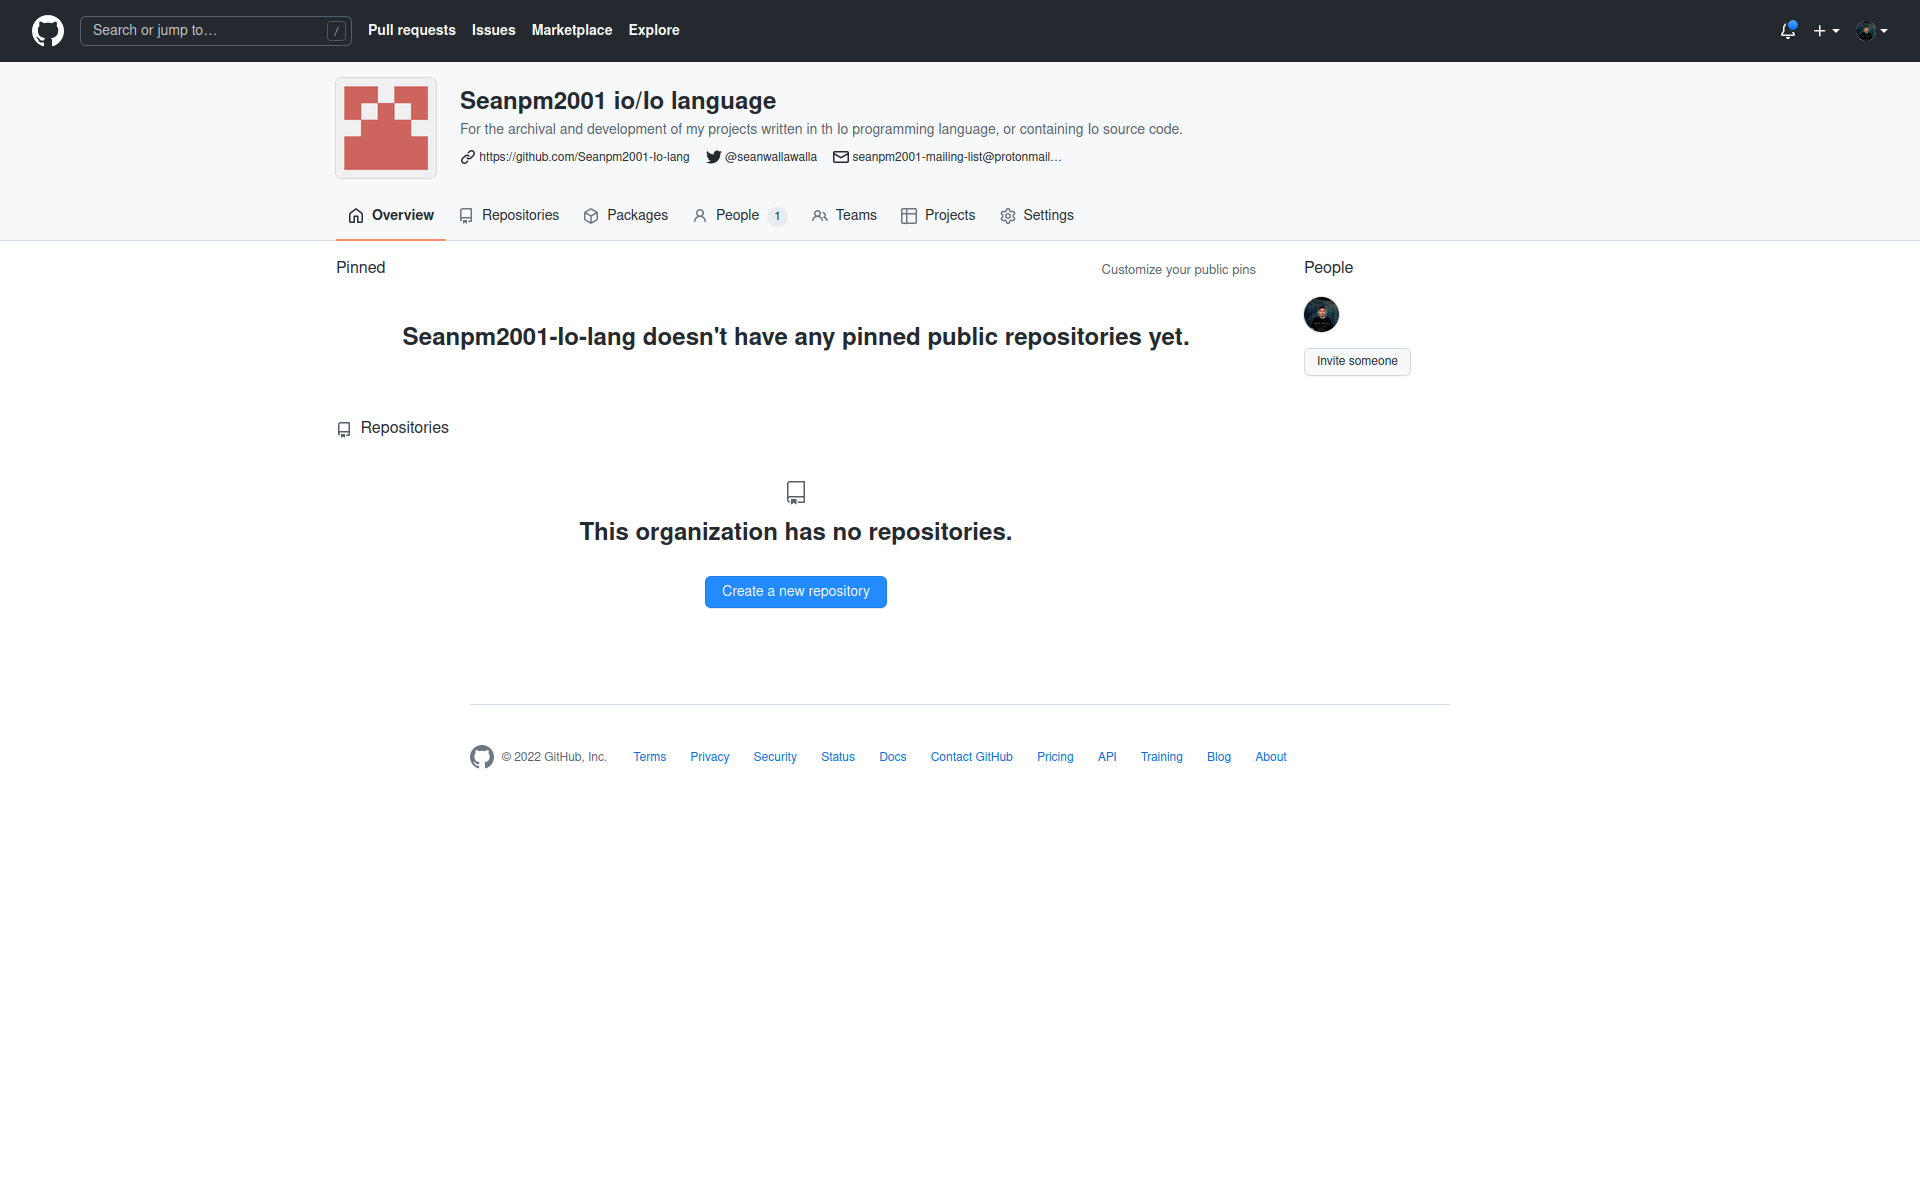 Search or jump to… /
Pull requests Issues Marketplace Explore
Seanpm2001 io/Io language
For the archival and development of my projects written in th Io programming language, or containing Io source code.
https://github.com/Seanpm2001-Io-lang @seanwallawalla seanpm2001-mailing-list@protonmail…
Overview Repositories Packages People 1 Teams Projects Settings
Pinned Customize your public pins
People
Seanpm2001-Io-lang doesn't have any pinned public repositories yet.
Invite someone
Repositories
This organization has no repositories.
Create a new repository
© 2022 GitHub, Inc. Terms Privacy Security Status Docs Contact GitHub Pricing API Training Blog About